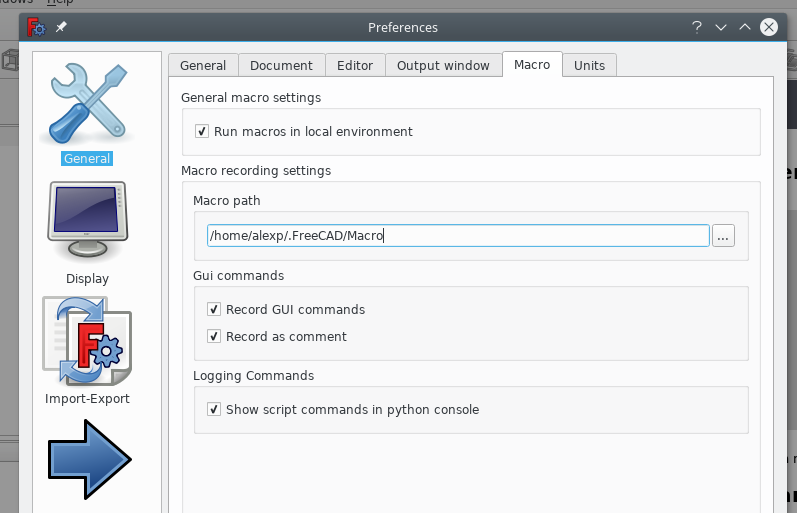 Help
Preferences
General Document Editor Output window Macro Units
General macro settings
Run macros in local environment
General
Macro recording settings
Macro path
/home/alexp/.FreeCAD/Macro
...
Display
Gui commands
Record GUI commands
Record as comment
Import-Export
Logging Commands
Show script commands in python console